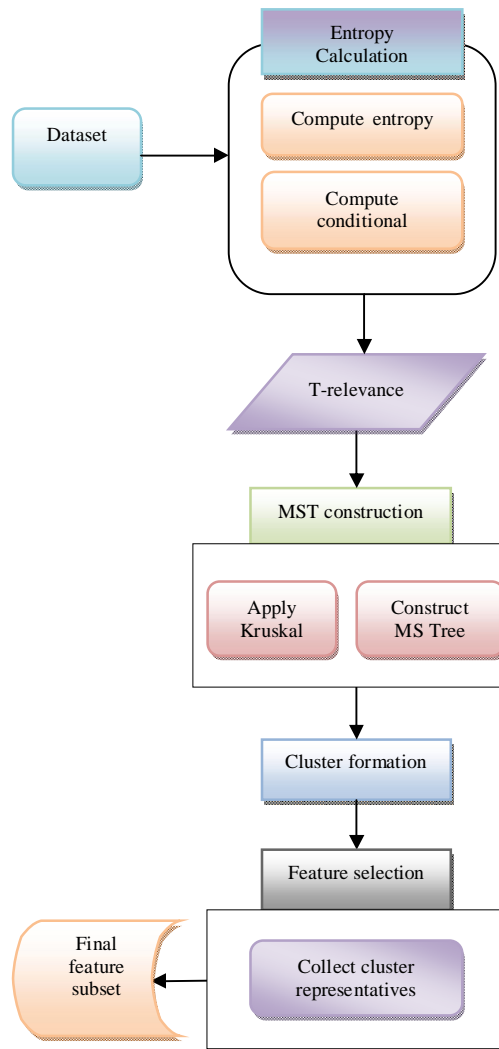 Entropy
Calculation
Dataset
Compute entropy
Compute
conditional
T-relevance
MST construction
Apply
Kruskal
Construct
MS Tree
Cluster formation
Feature selection
Final
feature
subset
Collect cluster
representatives